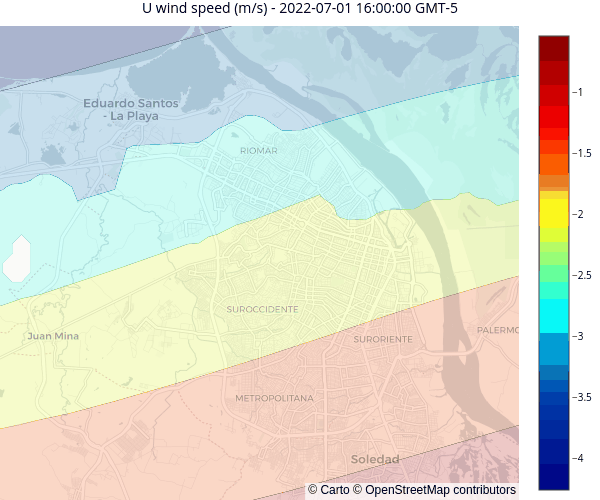 U wind speed (m/s) - 2022-07-01 16:00:00 GMT-5
−1
Eduardo Santos
- La Playa
RIOMAR
−1.5
−2
−2.5
SUROCCIDENTE
Juan Mina
PALERMO
SURORIENTE
−3
−3.5
METROPOLITANA
Soledad
−4
© Carto © OpenStreetMap contributors